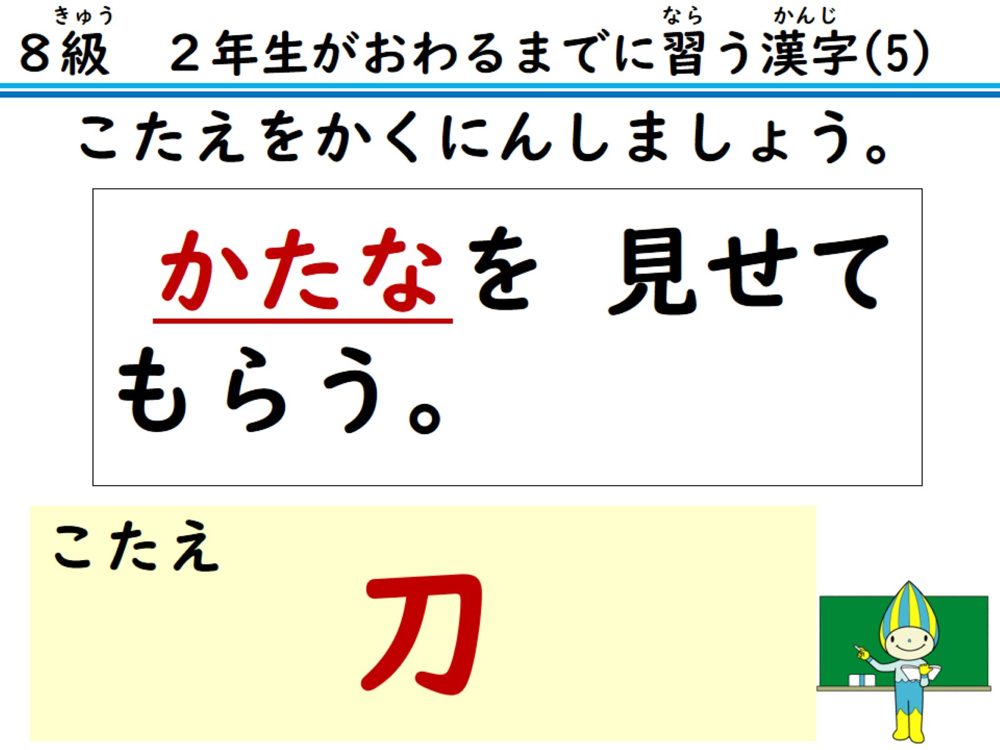 きゅう なら かんじ
８級　２年生がおわるまでに習う漢字(5)
こたえをかくにんしましょう。
かたなを 見せて
もらう。
こたえ
刀